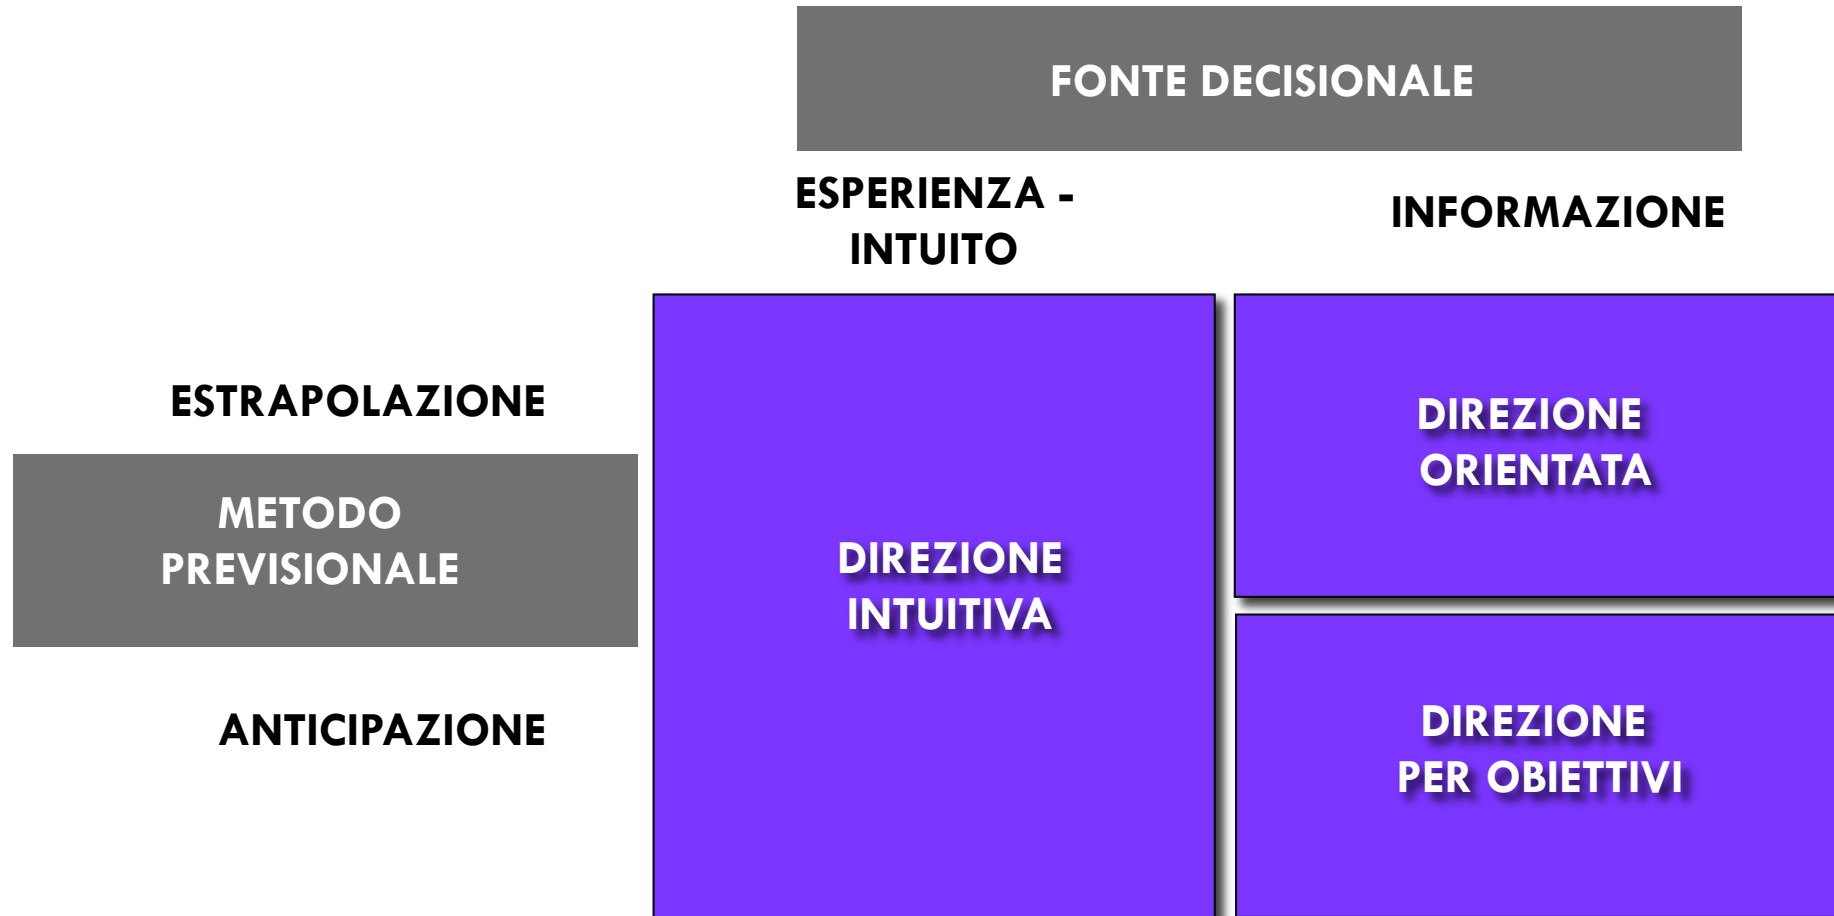 FONTE DECISIONALE
ESPERIENZA -
INTUITO
INFORMAZIONE
ESTRAPOLAZIONE
METODO
PREVISIONALE
ANTICIPAZIONE
DIREZIONE
INTUITIVA
DIREZIONE
ORIENTATA
DIREZIONE
PER OBIETTIVI